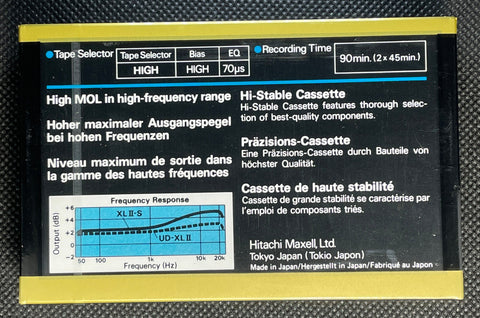 ●Tape Selector
Tape Selector Bias EQ
HIGH HIGH 70μs
●Recording Time
90min. (2 x 45min.)
High MOL in high-frequency range
Hoher maximaler Ausgangspegel
bei hohen Frequenzen
Niveau maximum de sortie dans
la gamme des hautes fréquences
Frequency Response
Output (dB)
+6
+4
+2
0
-2
XLⅡ-S
UD-XLⅡ
50 100 1k 10k 20k
Frequency (Hz)
Hi-Stable Cassette
Hi-Stable Cassette features thorough selec-
tion of best-quality components.
Präzisions-Cassette
Eine Präzisions-Cassette durch Bauteile von
höchster Qualität.
Cassette de haute stabilité
Cassette de grande stabilité se caractérise par
l'emploi de composants triés.
Hitachi Maxell, Ltd.
Tokyo Japan (Tokio Japon)
Made in Japan/Hergestellt in Japan/Fabriqué au Japon